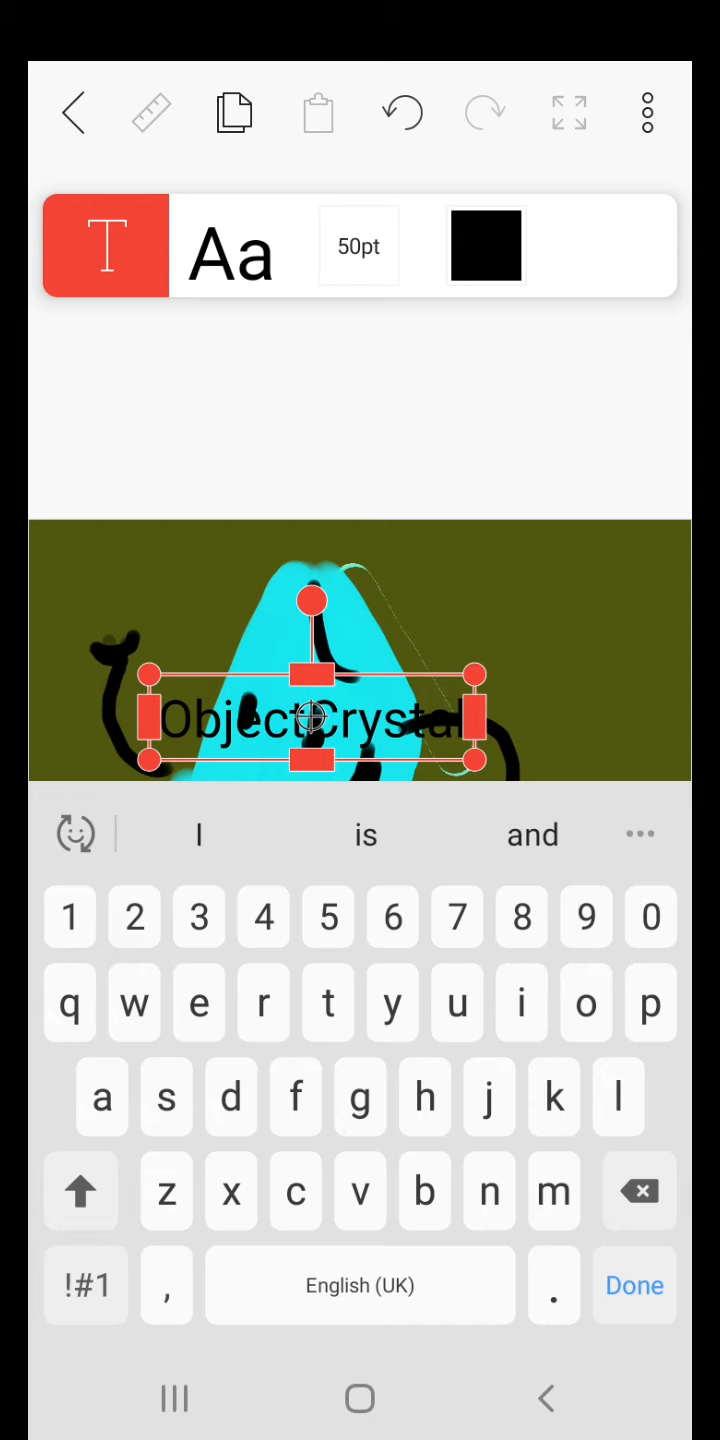 T Aa 50pt
ObjectCrystal
I is and
1 2 3 4 5 6 7 8 9 0
q w e r t y u i o p
a s d f g h j k l
z x c v b n m
!#1 , English (UK) . Done